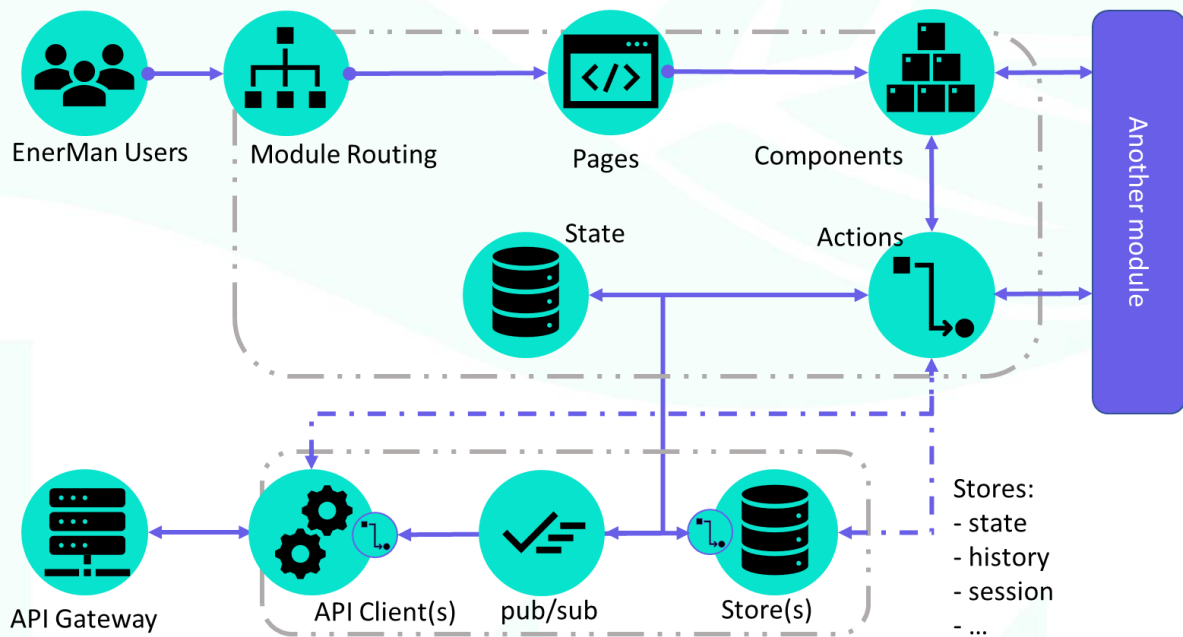 EnerMan Users
Module Routing
Pages
Components
Another module
State
Actions
</>
API Gateway
API Client(s)
pub/sub
Store(s)
Stores:
- state
- history
- session
- ...